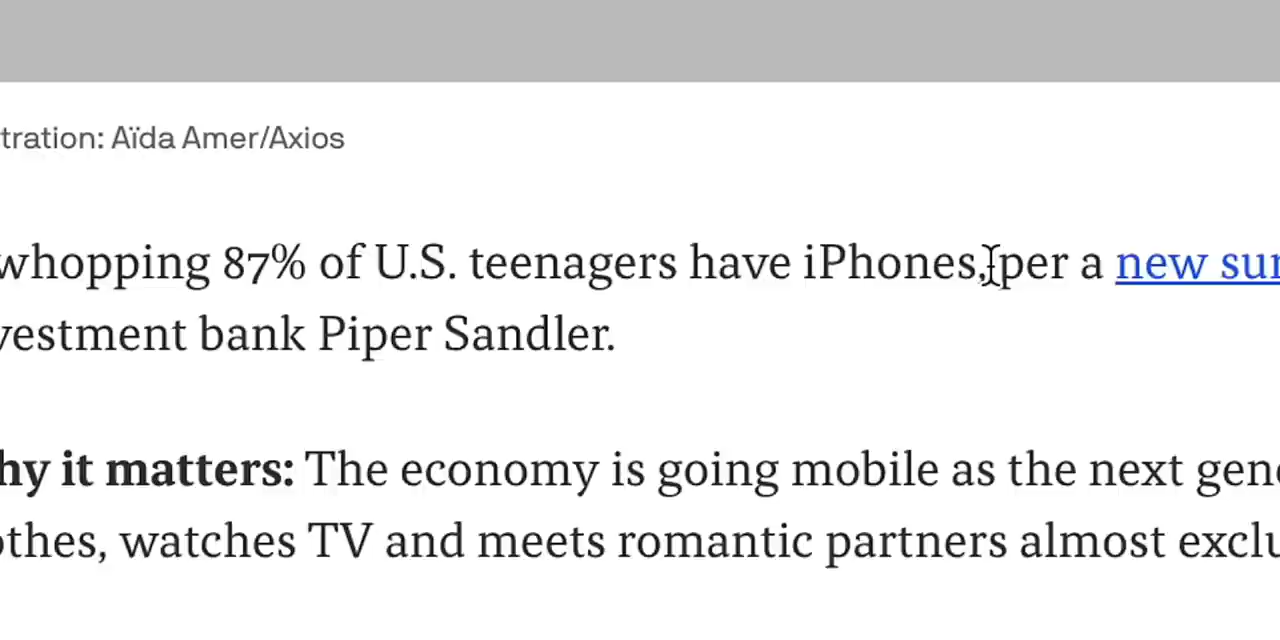 tration: Aïda Amer/Axios
whopping 87% of U.S. teenagers have iPhones, per a new sur
vestment bank Piper Sandler.
hy it matters: The economy is going mobile as the next gene
othes, watches TV and meets romantic partners almost exclu